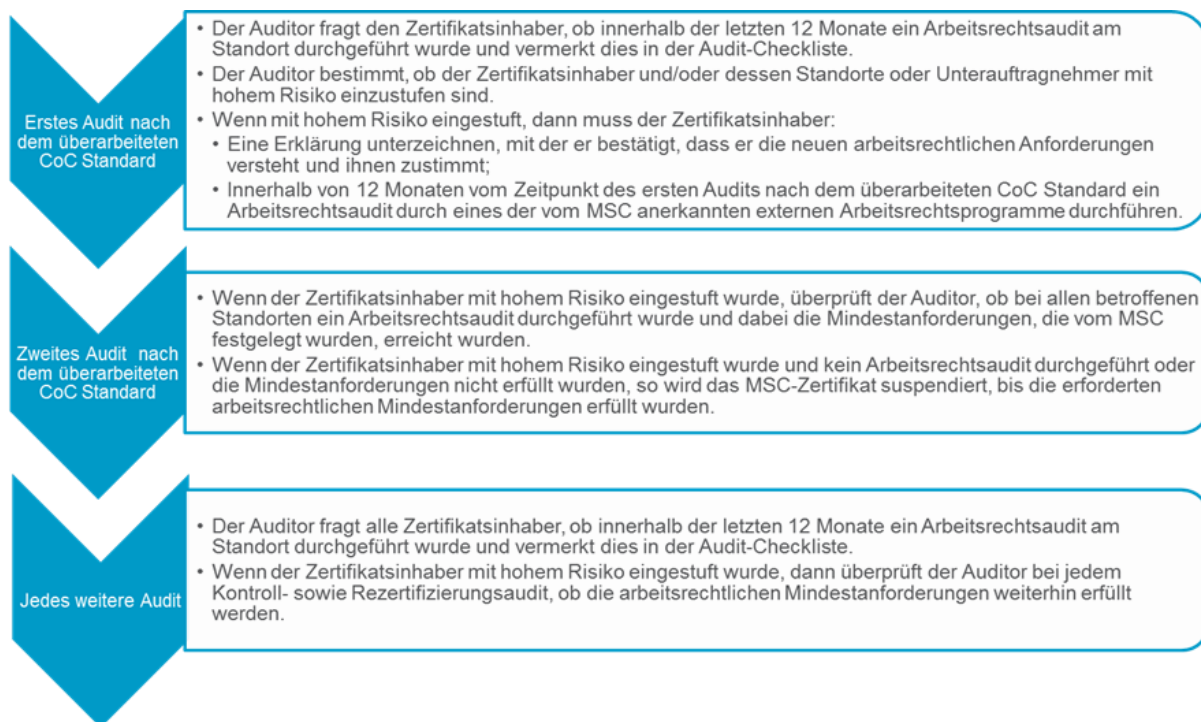 Erstes Audit nach
dem überarbeiteten
CoC Standard
• Der Auditor fragt den Zertifikatsinhaber, ob innerhalb der letzten 12 Monate ein Arbeitsrechtsaudit am
Standort durchgeführt wurde und vermerkt dies in der Audit-Checkliste.
• Der Auditor bestimmt, ob der Zertifikatsinhaber und/oder dessen Standorte oder Unterauftragnehmer mit
hohem Risiko einzustufen sind.
• Wenn mit hohem Risiko eingestuft, dann muss der Zertifikatsinhaber:
• Eine Erklärung unterzeichnen, mit der er bestätigt, dass er die neuen arbeitsrechtlichen Anforderungen
versteht und ihnen zustimmt;
• Innerhalb von 12 Monaten vom Zeitpunkt des ersten Audits nach dem überarbeiteten CoC Standard ein
Arbeitsrechtsaudit durch eines der vom MSC anerkannten externen Arbeitsrechtsprogramme durchführen.
Zweites Audit nach
dem überarbeiteten
CoC Standard
• Wenn der Zertifikatsinhaber mit hohem Risiko eingestuft wurde, überprüft der Auditor, ob bei allen betroffenen
Standorten ein Arbeitsrechtsaudit durchgeführt wurde und dabei die Mindestanforderungen, die vom MSC
festgelegt wurden, erreicht wurden.
• Wenn der Zertifikatsinhaber mit hohem Risiko eingestuft wurde und kein Arbeitsrechtsaudit durchgeführt oder
die Mindestanforderungen nicht erfüllt wurden, so wird das MSC-Zertifikat suspendiert, bis die erforderten
arbeitsrechtlichen Mindestanforderungen erfüllt wurden.
Jedes weitere Audit
• Der Auditor fragt alle Zertifikatsinhaber, ob innerhalb der letzten 12 Monate ein Arbeitsrechtsaudit am
Standort durchgeführt wurde und vermerkt dies in der Audit-Checkliste.
• Wenn der Zertifikatsinhaber mit hohem Risiko eingestuft wurde, dann überprüft der Auditor bei jedem
Kontroll- sowie Rezertifizierungsaudit, ob die arbeitsrechtlichen Mindestanforderungen weiterhin erfüllt
werden.